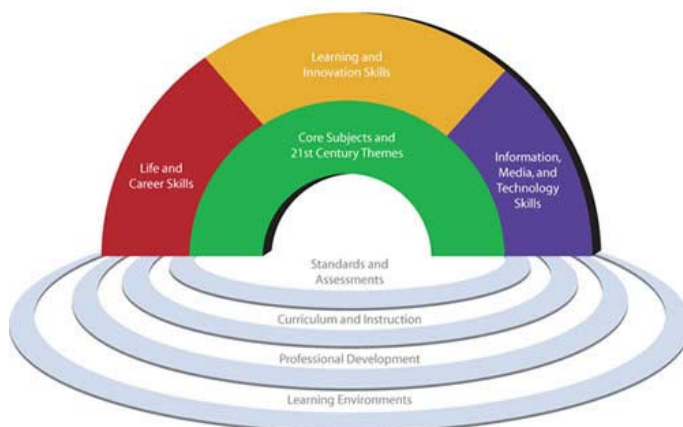 Learning and
Innovation Skills
Core Subjects and
21st Century Themes
Life and
Career Skills
Information,
Media, and
Technology
Skills
Standards and
Assessments
Curriculum and Instruction
Professional Development
Learning Environments